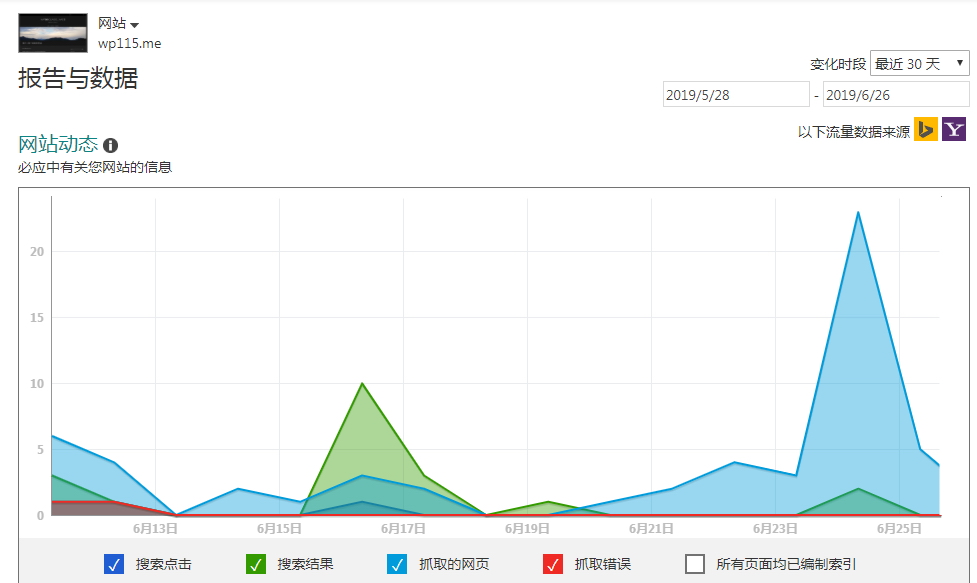 网站
wp115.me
报告与数据
变化时段 最近 30 天
2019/5/28 - 2019/6/26
以下流量数据来源
网站动态
必应中有关您网站的信息
20
15
10
5
0
6月13日 6月15日 6月17日 6月19日 6月21日 6月23日 6月25日
搜索点击 搜索结果 抓取的网页 抓取错误 所有页面均已编制索引